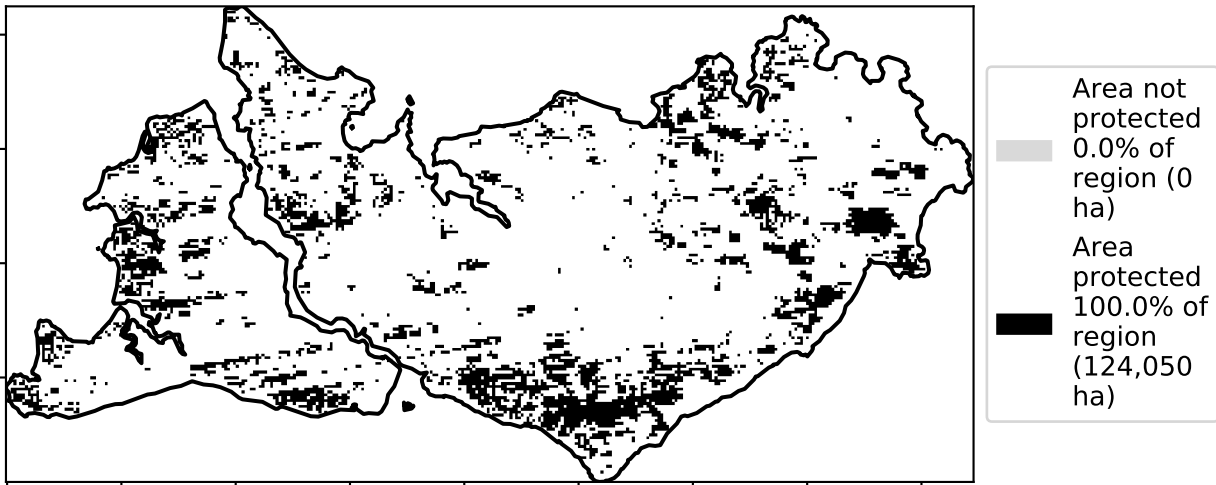 Area not
protected
0.0% of
region (0
ha)
Area
protected
100.0% of
region
(124,050
ha)